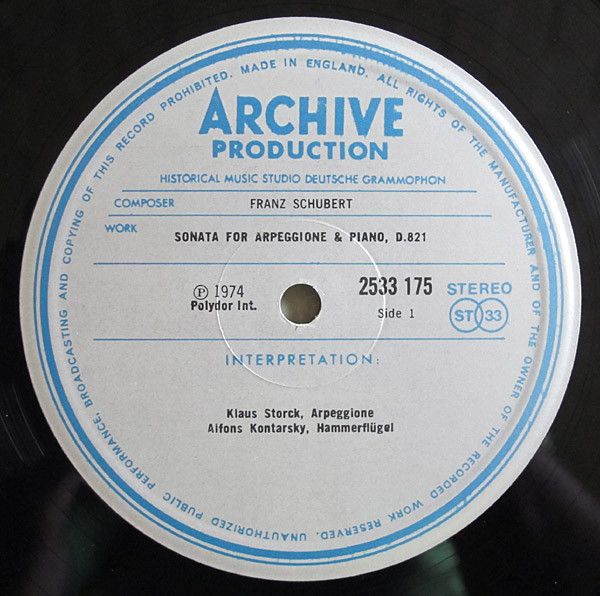 PERFORMANCE, BROADCASTING AND COPYING OF THIS RECORD PROHIBITED. MADE IN ENGLAND. ALL RIGHTS OF THE MANUFACTURER AND OF THE OWNER OF THE RECORDED WORK RESERVED. UNAUTHORIZED PUBLIC
ARCHIVE
PRODUCTION
HISTORICAL MUSIC STUDIO DEUTSCHE GRAMMOPHON
COMPOSER FRANZ SCHUBERT
WORK SONATA FOR ARPEGGIONE & PIANO, D.821
Ⓟ 1974 2533 175 STEREO
Polydor Int. Side 1 ST 33
INTERPRETATION:
Klaus Storck, Arpeggione
Alfons Kontarsky, Hammerflügel